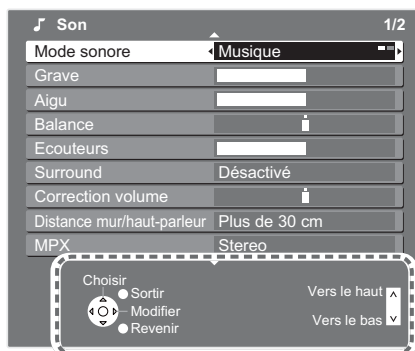 Son 1/2
Mode sonore Musique
Grave
Aigu
Balance
Ecouteurs
Surround Désactivé
Correction volume
Distance mur/haut-parleur Plus de 30 cm
MPX Stereo
Choisir
Sortir
Modifier
Revenir
Vers le haut
Vers le bas